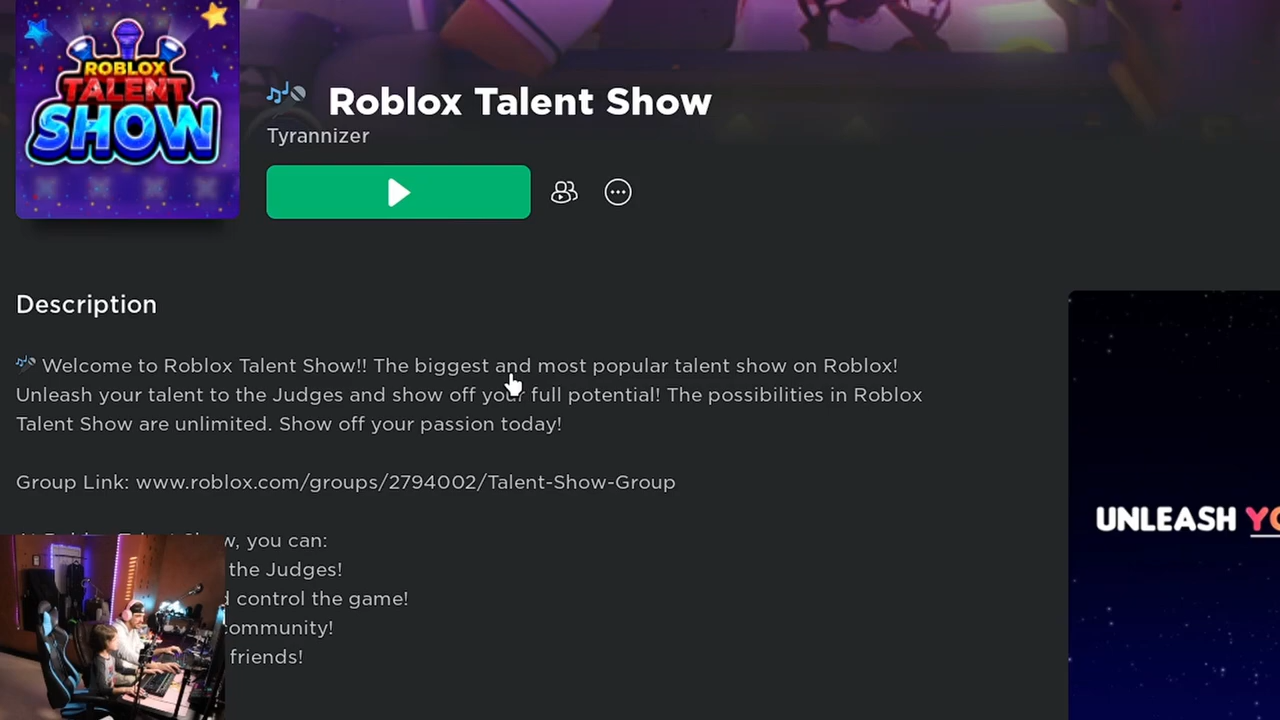 ROBLOX
TALENT
SHOW
Roblox Talent Show
Tyrannizer
Description
Welcome to Roblox Talent Show!! The biggest and most popular talent show on Roblox!
Unleash your talent to the Judges and show off your full potential! The possibilities in Roblox
Talent Show are unlimited. Show off your passion today!
Group Link: www.roblox.com/groups/2794002/Talent-Show-Group
you can:
the Judges!
control the game!
community!
friends!
UNLEASH